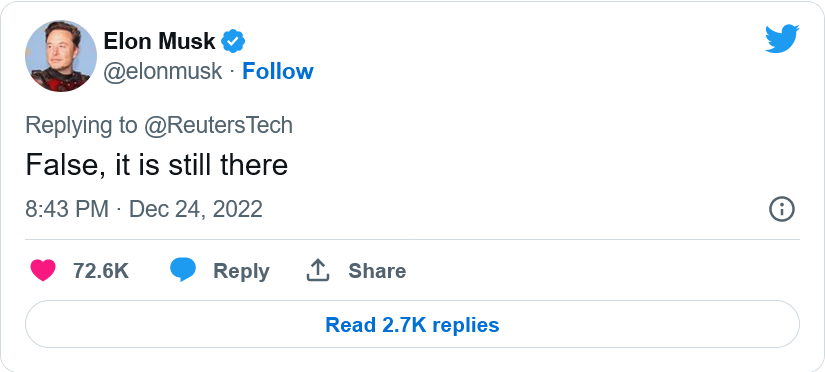 Elon Musk
@elonmusk · Follow
Replying to @ReutersTech
False, it is still there
8:43 PM · Dec 24, 2022
72.6K Reply Share
Read 2.7K replies